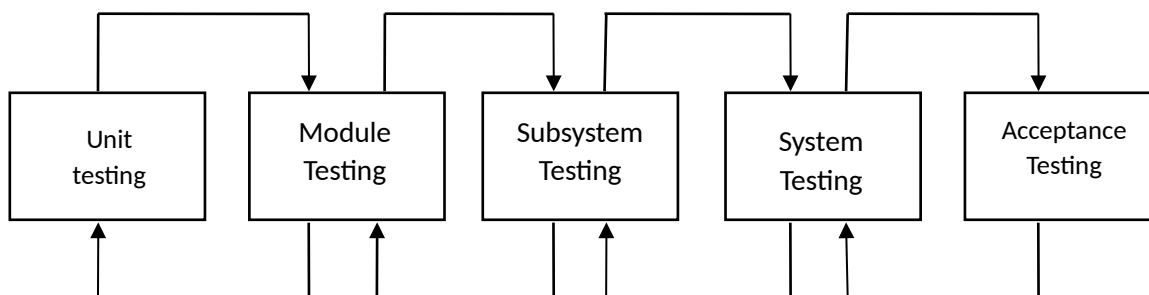 Unit
testing
Module
Testing
Subsystem
Testing
System
Testing
Acceptance
Testing